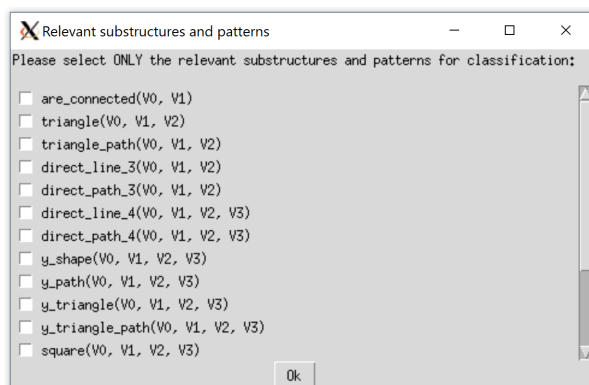 Relevant substructures and patterns
Please select ONLY the relevant substructures and patterns for classification:
are_connected(V0, V1)
triangle(V0, V1, V2)
triangle_path(V0, V1, V2)
direct_line_3(V0, V1, V2)
direct_path_3(V0, V1, V2)
direct_line_4(V0, V1, V2, V3)
direct_path_4(V0, V1, V2, V3)
y_shape(V0, V1, V2, V3)
y_path(V0, V1, V2, V3)
y_triangle(V0, V1, V2, V3)
y_triangle_path(V0, V1, V2, V3)
square(V0, V1, V2, V3)
Ok